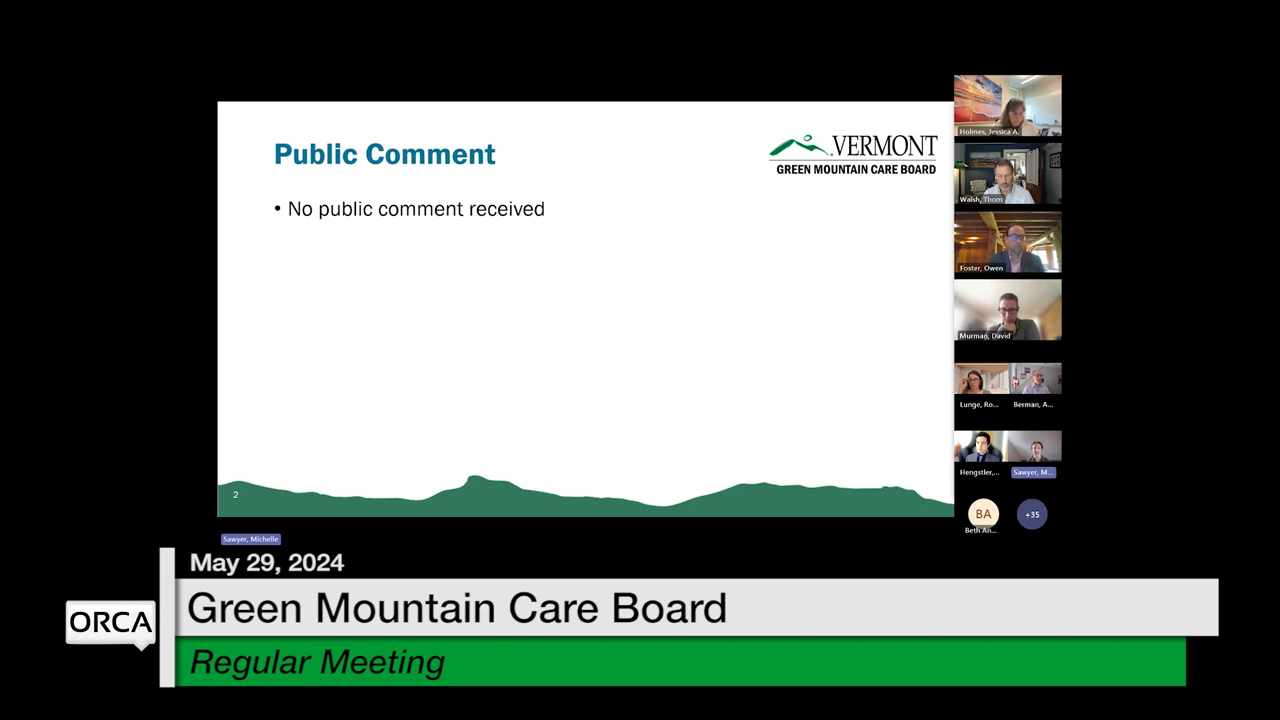 Public Comment
VERMONT
GREEN MOUNTAIN CARE BOARD
• No public comment received
2
Holmes, Jessica A.
Walsh, Thom
Foster, Owen
Murman, David
Lunge, Ro...
Berman, A...
Hengstler,...
Sawyer, M...
BA
+35
Beth An...
Sawyer, Michelle
May 29, 2024
ORCA
Green Mountain Care Board
Regular Meeting